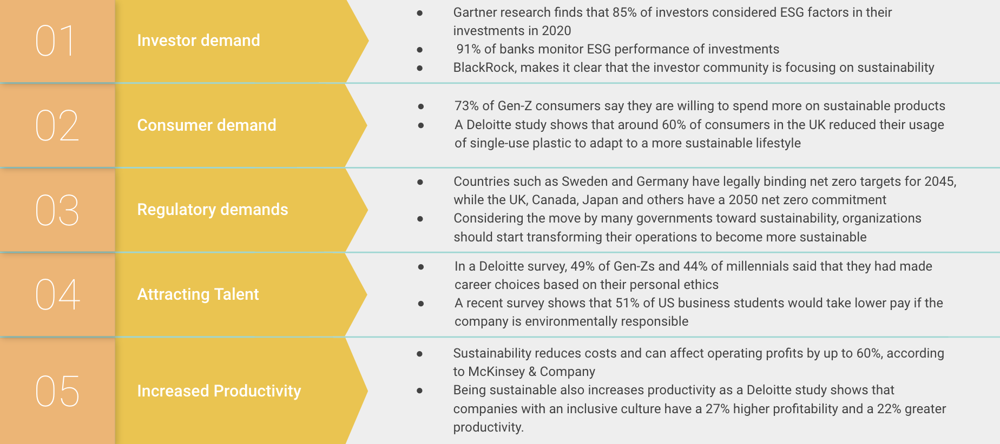 01
Investor demand
● Gartner research finds that 85% of investors considered ESG factors in their
investments in 2020
● 91% of banks monitor ESG performance of investments
● BlackRock, makes it clear that the investor community is focusing on sustainability
02
Consumer demand
● 73% of Gen-Z consumers say they are willing to spend more on sustainable products
● A Deloitte study shows that around 60% of consumers in the UK reduced their usage
of single-use plastic to adapt to a more sustainable lifestyle
03
Regulatory demands
● Countries such as Sweden and Germany have legally binding net zero targets for 2045,
while the UK, Canada, Japan and others have a 2050 net zero commitment
● Considering the move by many governments toward sustainability, organizations
should start transforming their operations to become more sustainable
04
Attracting Talent
● In a Deloitte survey, 49% of Gen-Zs and 44% of millennials said that they had made
career choices based on their personal ethics
● A recent survey shows that 51% of US business students would take lower pay if the
company is environmentally responsible
05
Increased Productivity
● Sustainability reduces costs and can affect operating profits by up to 60%, according
to McKinsey & Company
● Being sustainable also increases productivity as a Deloitte study shows that
companies with an inclusive culture have a 27% higher profitability and a 22% greater
productivity.